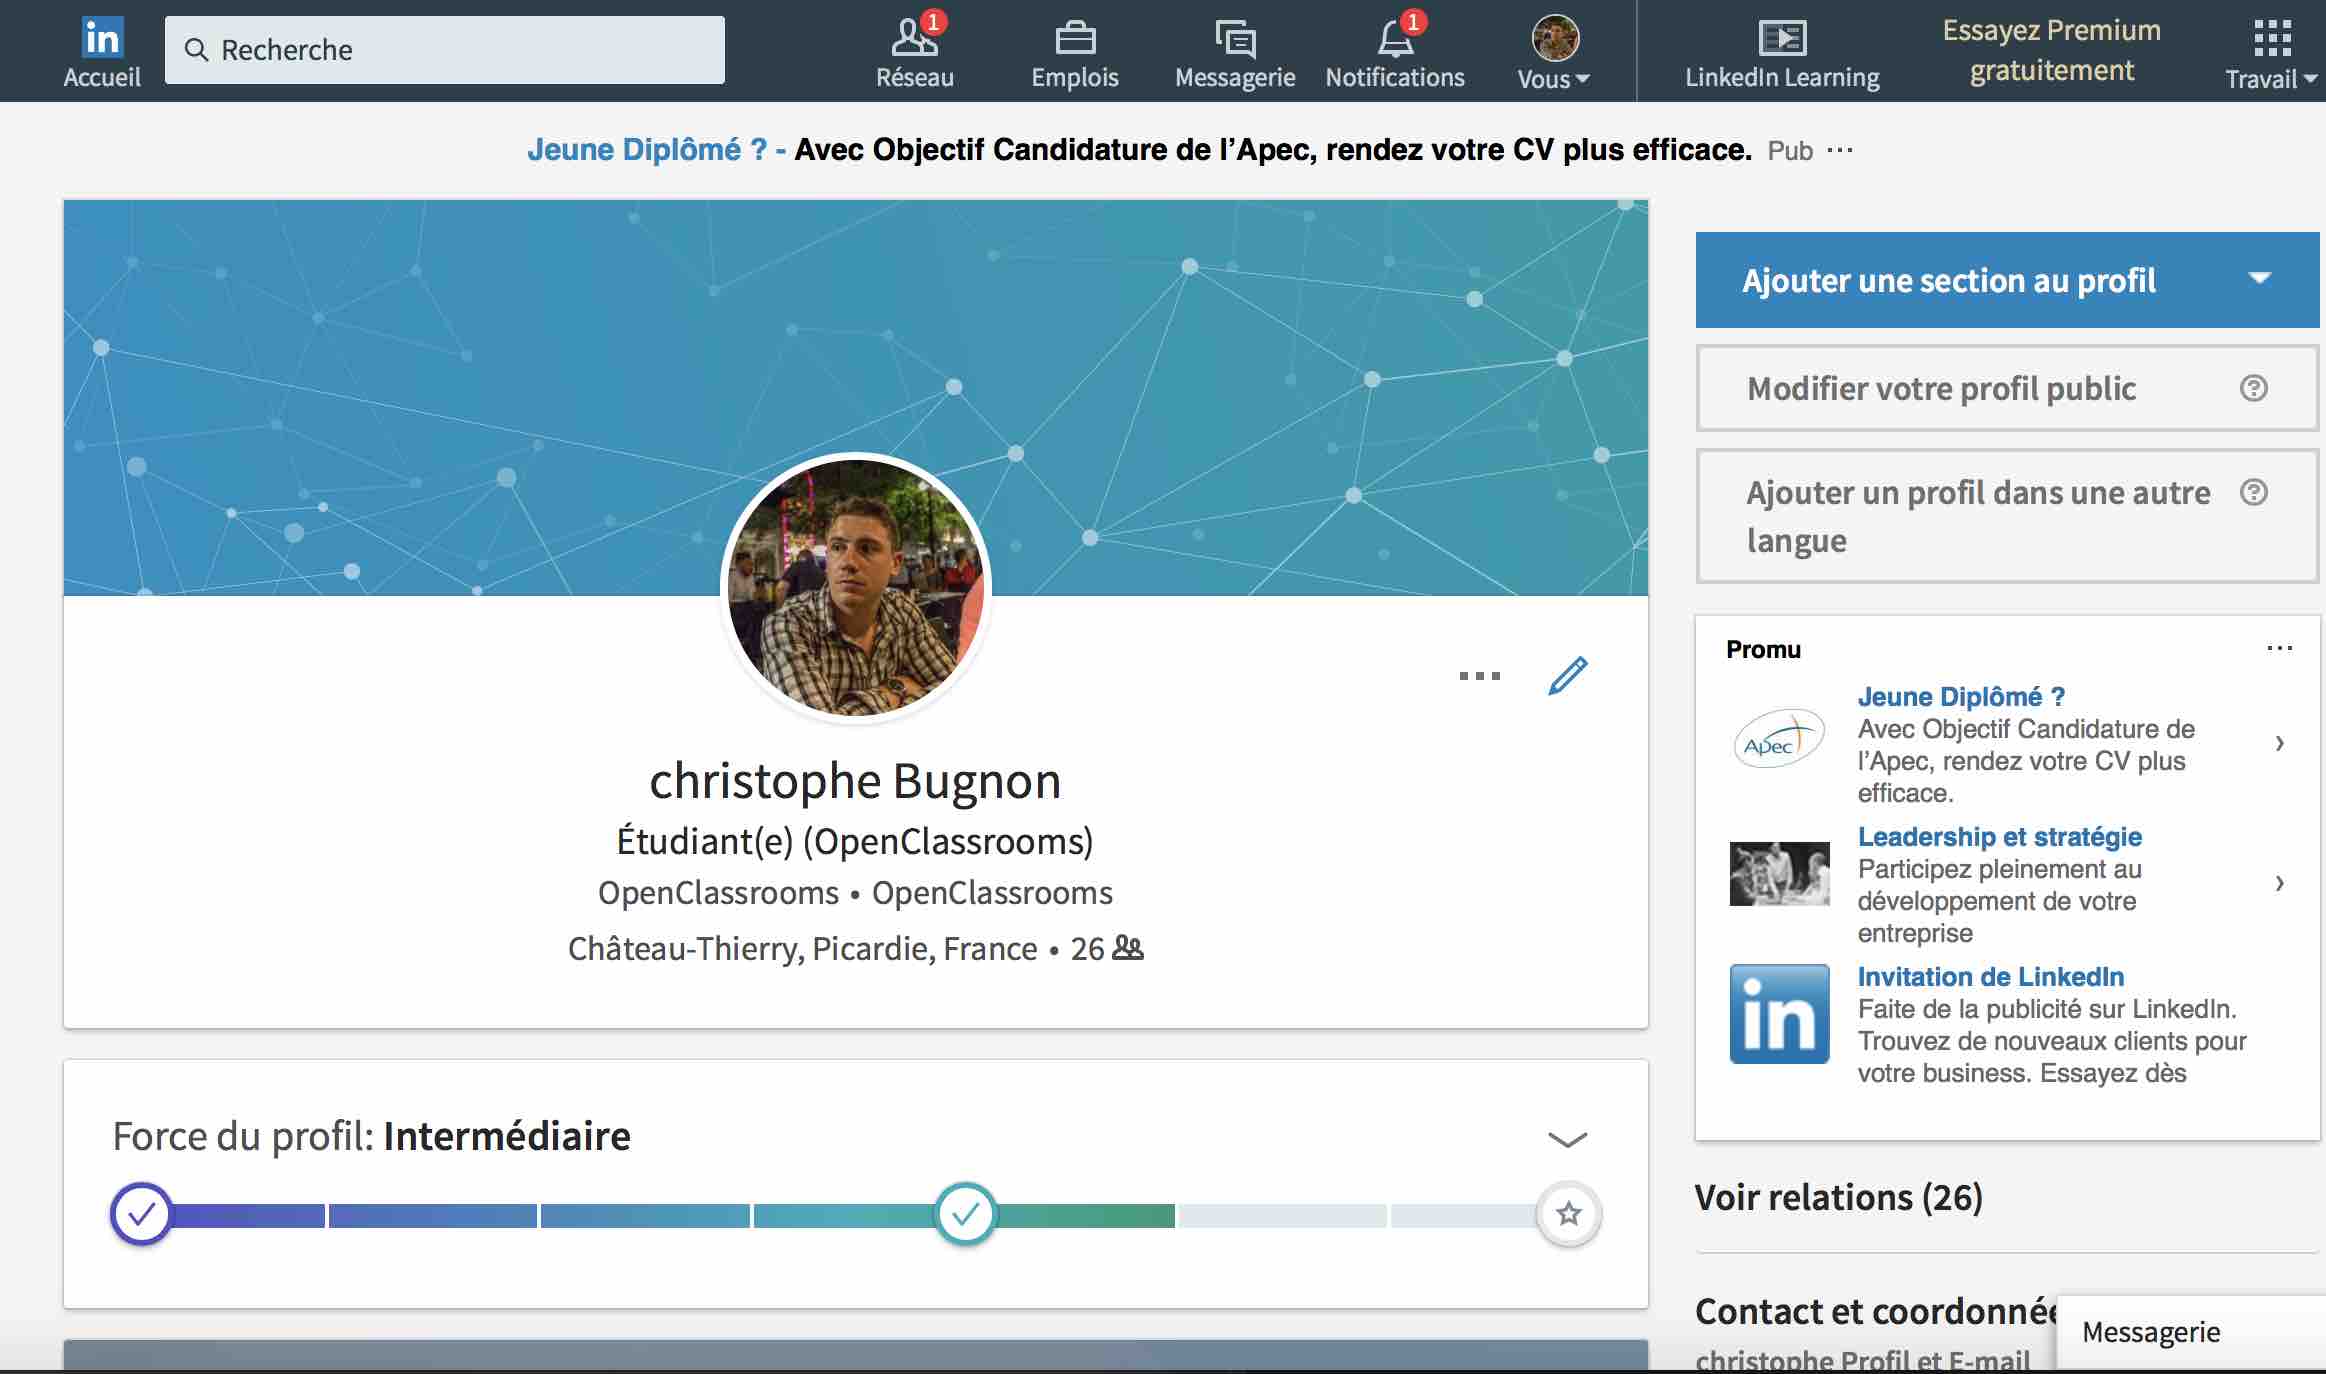 in
Accueil
Recherche
1
Réseau
Emplois
Messagerie
1
Notifications
Vous
LinkedIn Learning
Essayez Premium
gratuitement
Travail
Jeune Diplômé ? - Avec Objectif Candidature de l’Apec, rendez votre CV plus efficace. Pub ···
christophe Bugnon
Étudiant(e) (OpenClassrooms)
OpenClassrooms • OpenClassrooms
Château-Thierry, Picardie, France • 26
Force du profil: Intermédiaire
Ajouter une section au profil
Modifier votre profil public ?
Ajouter un profil dans une autre ?
langue
Promu
Apec
Jeune Diplômé ?
Avec Objectif Candidature de
l’Apec, rendez votre CV plus
efficace.
Leadership et stratégie
Participez pleinement au
développement de votre
entreprise
in
Invitation de LinkedIn
Faite de la publicité sur LinkedIn.
Trouvez de nouveaux clients pour
votre business. Essayez dès
Voir relations (26)
Contact et coordonnée
christophe Profil et E-mail
Messagerie